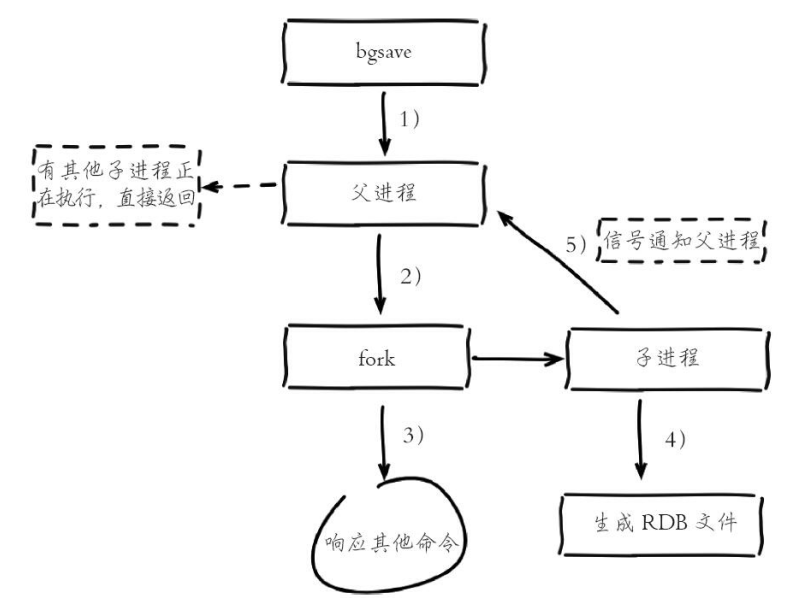 bgsave
1)
有其他子进程正
在执行，直接返回
父进程
5)
信号通知父进程
2)
fork
子进程
3)
4)
响应其他命令
生成 RDB 文件